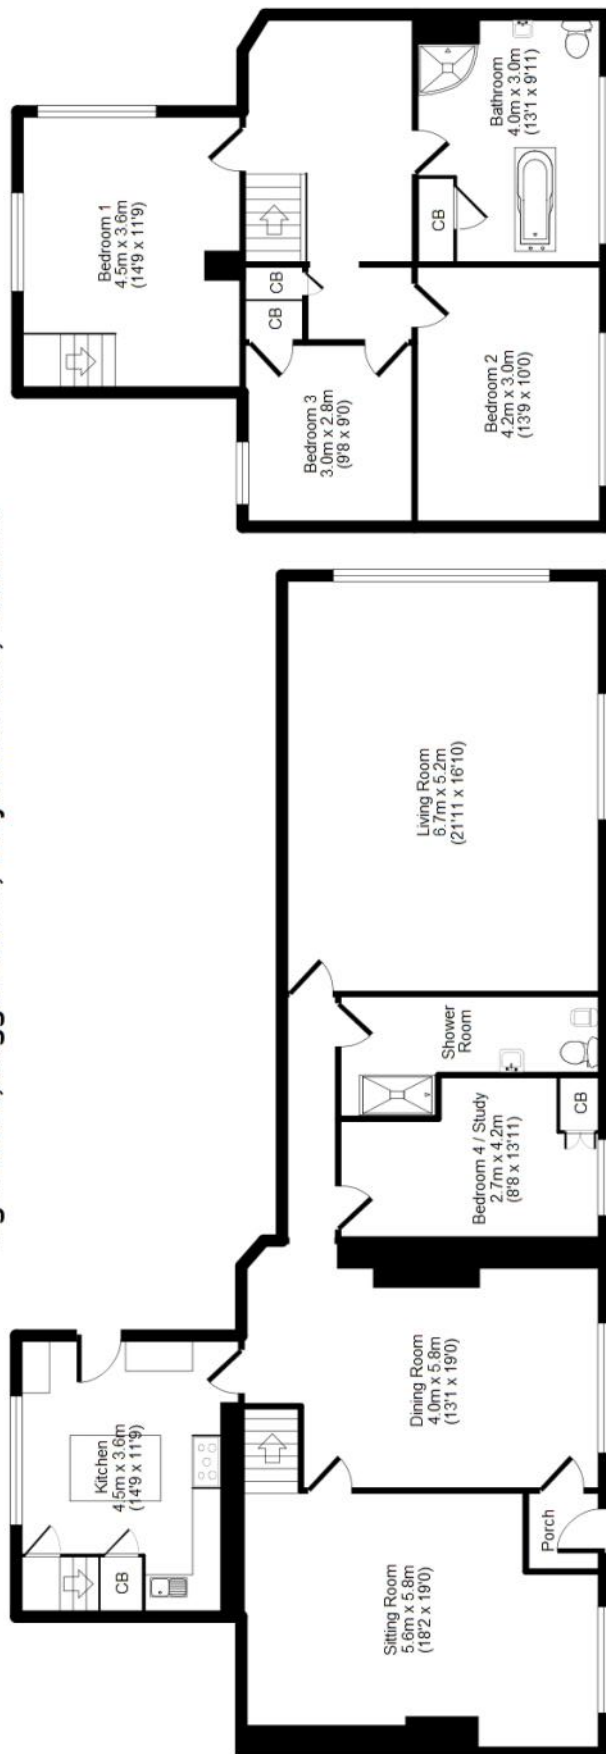 Bedroom 1
4.5m x 3.6m
(14'9 x 11'9)
Bathroom
4.0m x 3.0m
(13'1 x 9'11)
CB
CB
CB
Bedroom 3
3.0m x 2.8m
(9'8 x 9'0)
Bedroom 2
4.2m x 3.0m
(13'9 x 10'0)
Living Room
6.7m x 5.2m
(21'11 x 16'10)
Shower
Room
Bedroom 4 / Study
2.7m x 4.2m
(8'8 x 13'11)
CB
Kitchen
4.5m x 3.6m
(14'9 x 11'9)
CB
Dining Room
4.0m x 5.8m
(13'1 x 19'0)
Porch
Sitting Room
5.6m x 5.8m
(18'2 x 19'0)